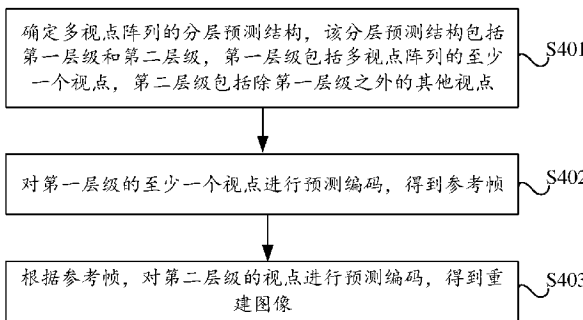 确定多视点阵列的分层预测结构，该分层预测结构包括
第一层级和第二层级，第一层级包括多视点阵列的至少
一个视点，第二层级包括除第一层级之外的其他视点
S401
对第一层级的至少一个视点进行预测编码，得到参考帧
S402
根据参考帧，对第二层级的视点进行预测编码，得到重
建图像
S403